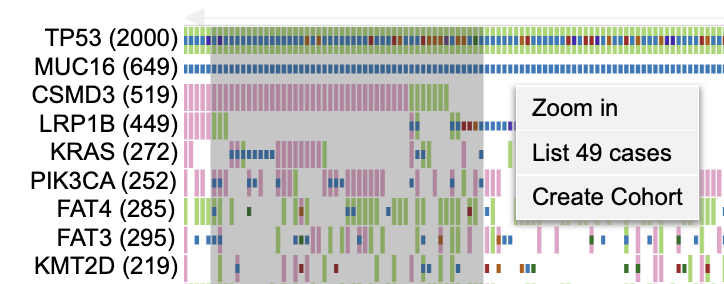 TP53 (2000)
MUC16 (649)
CSMD3 (519)
LRP1B (449)
KRAS (272)
PIK3CA (252)
FAT4 (285)
FAT3 (295)
KMT2D (219)
Zoom in
List 49 cases
Create Cohort